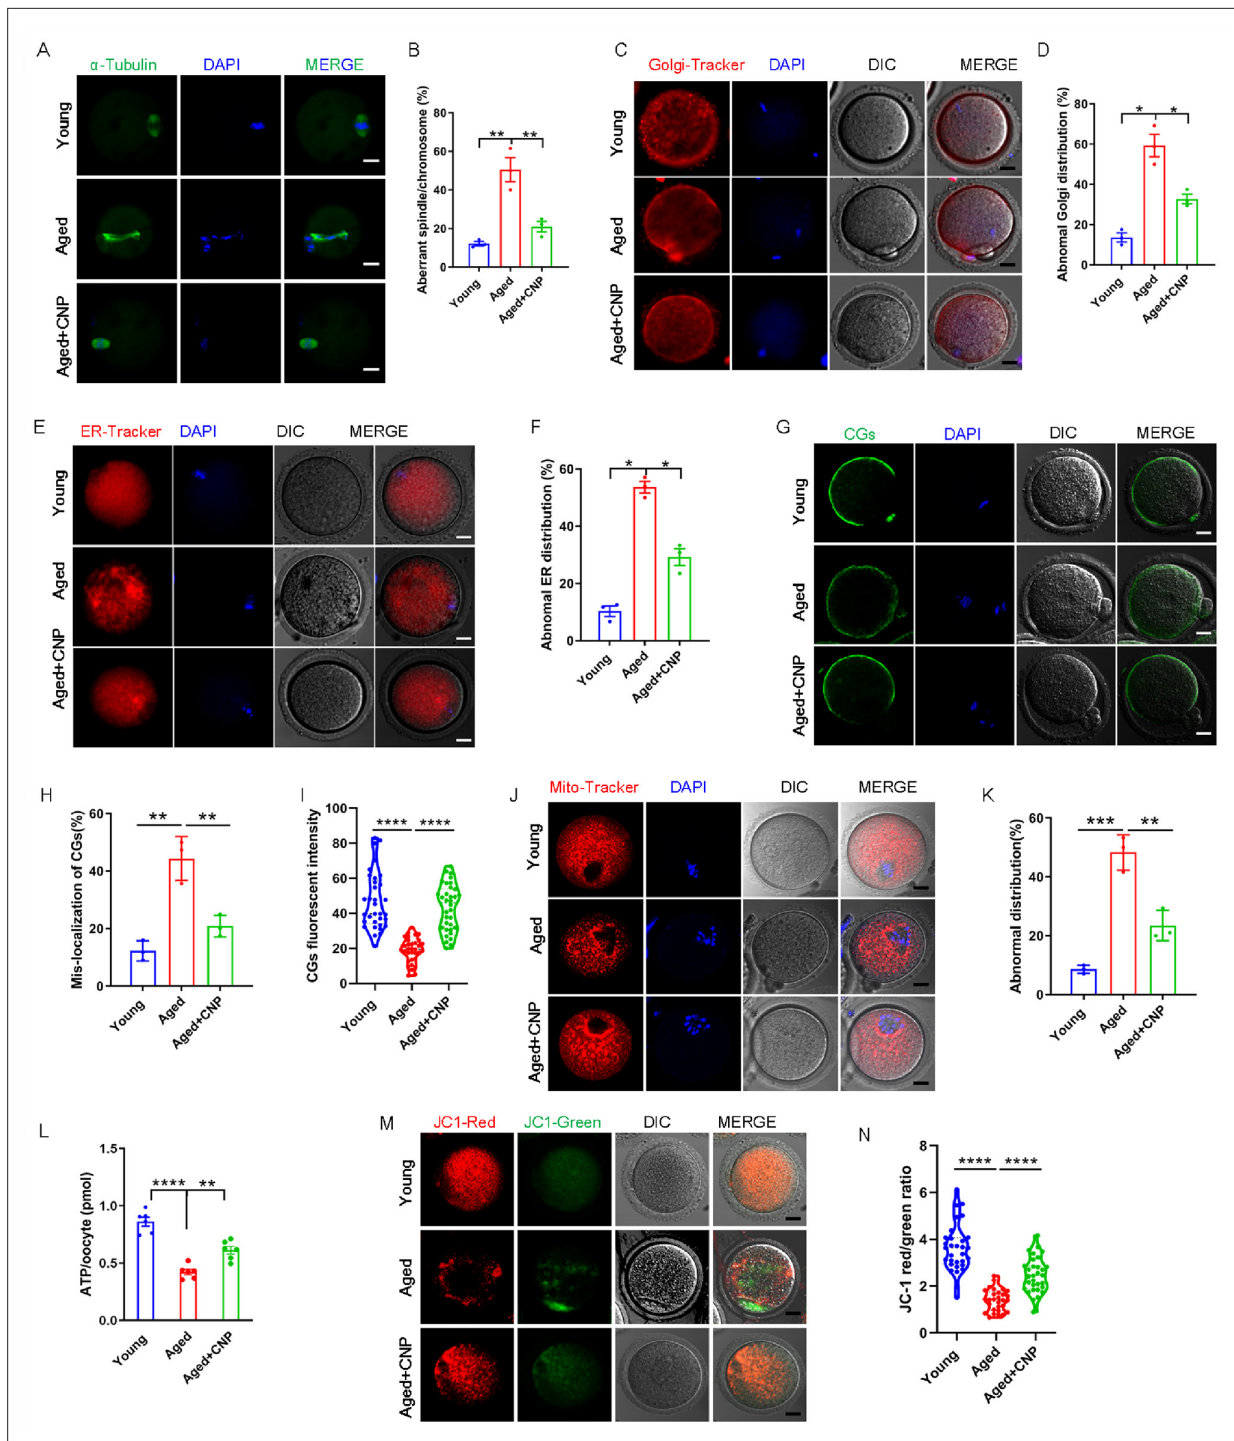 A
α-Tubulin DAPI MERGE
Young
Aged
Aged+CNP
B
Aberrant spindle/chromosome (%)
80
60
40
20
0
** **
Young Aged Aged+CNP
C
Golgi-Tracker DAPI DIC MERGE
Young
Aged
Aged+CNP
D
Abnomal Golgi distribution (%)
80
60
40
20
0
* *
Young Aged Aged+CNP
E
ER-Tracker DAPI DIC MERGE
Young
Aged
Aged+CNP
F
Abnomal ER distribution (%)
60
40
20
0
* *
Young Aged Aged+CNP
G
CGs DAPI DIC MERGE
Young
Aged
Aged+CNP
H
Mis-localization of CGs(%)
60
40
20
0
** **
Young Aged Aged+CNP
I
CGs fluorescent intensity
100
80
60
40
20
0
**** ****
Young Aged Aged+CNP
J
Mito-Tracker DAPI DIC MERGE
Young
Aged
Aged+CNP
K
Abnormal distribution(%)
60
40
20
0
*** **
Young Aged Aged+CNP
L
ATP/oocyte (pmol)
1.5
1.0
0.5
0.0
**** **
Young Aged Aged+CNP
M
JC1-Red JC1-Green DIC MERGE
Young
Aged
Aged+CNP
N
JC-1 red/green ratio
8
6
4
2
0
**** ****
Young Aged Aged+CNP